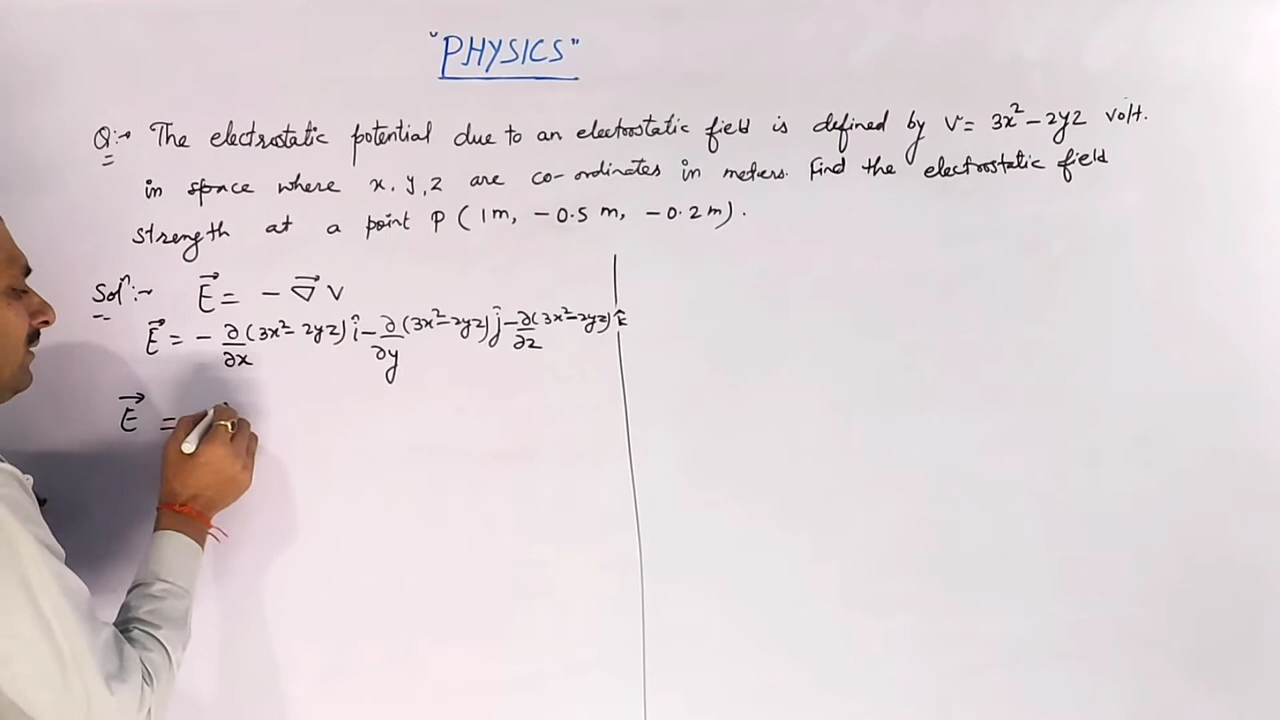 "PHYSICS"
Q:→ The electrostatic potential due to an electrostatic field is defined by V = 3x² - 2yz volt.
in space where x, y, z are co-ordinates in meters. Find the electrostatic field
strength at a point P (1m, -0.5 m, -0.2 m).
Solⁿ:~ E⃗ = - ∇⃗ V
E⃗ = - ∂/∂x (3x² - 2yz) î - ∂/∂y (3x² - 2yz) ĵ - ∂/∂z (3x² - 2yz) k̂
E⃗ =